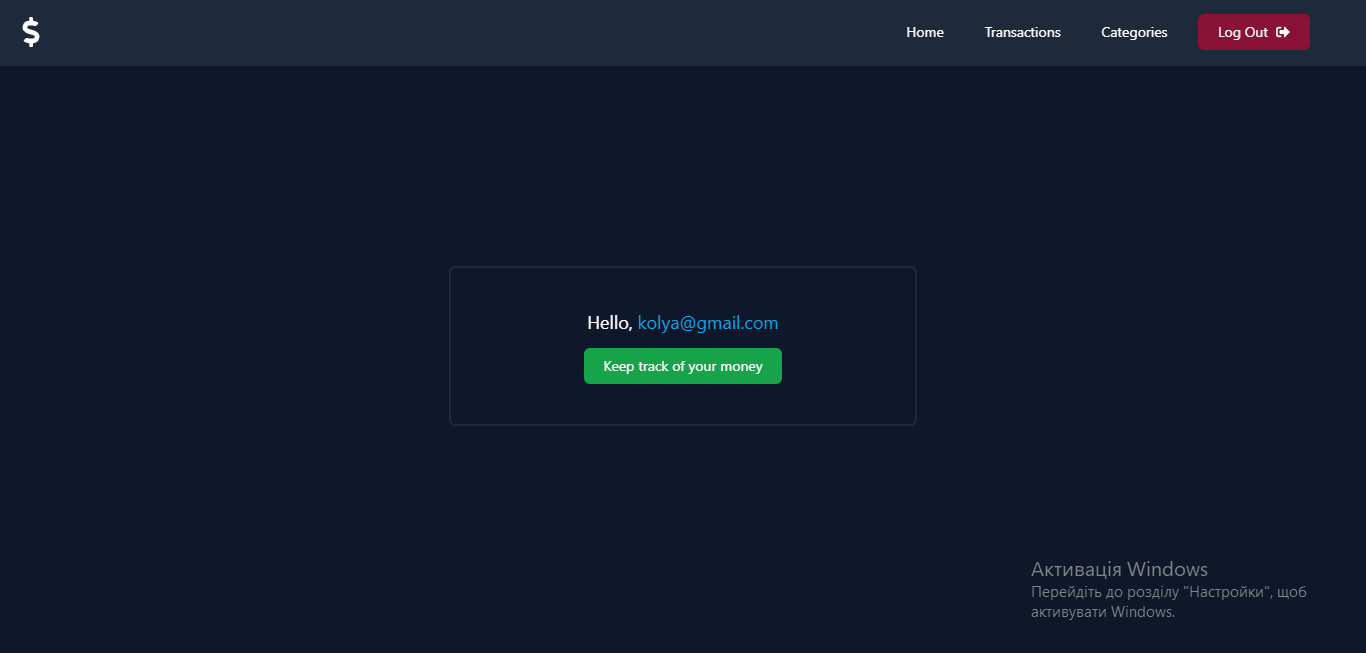 $
Home
Transactions
Categories
Log Out
Hello, kolya@gmail.com
Keep track of your money
Активація Windows
Перейдіть до розділу "Настройки", щоб
активувати Windows.